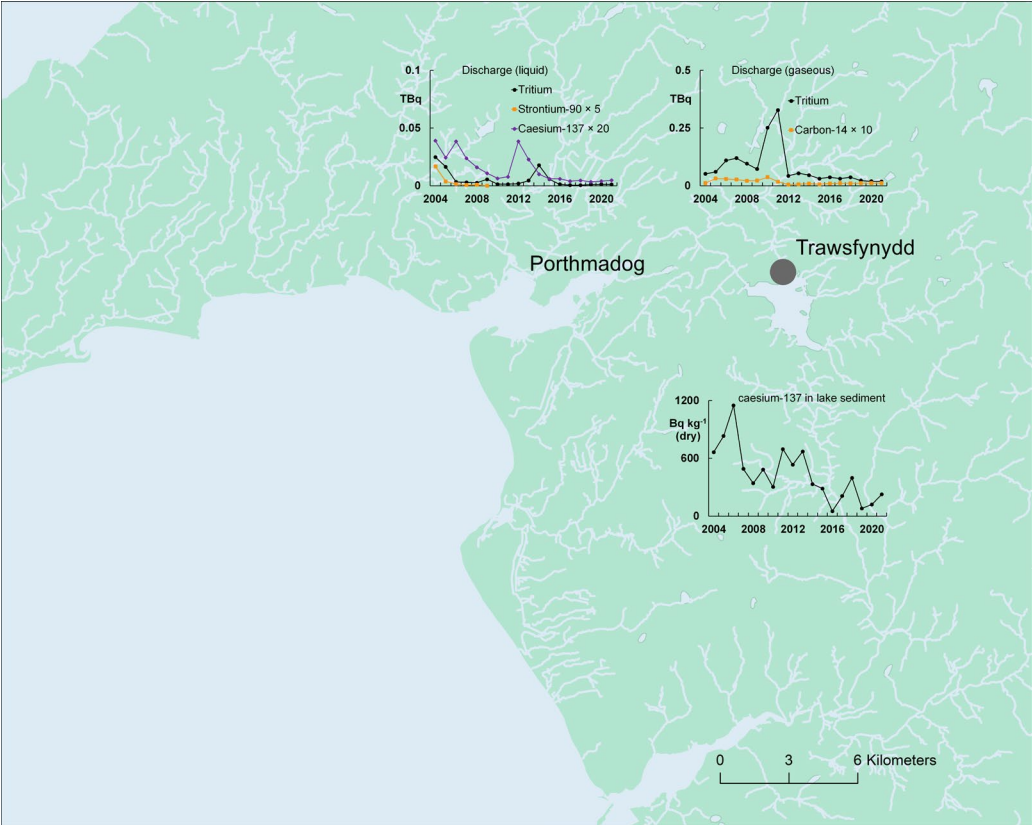 Discharge (liquid)
0.1
TBq
0.05
0
Tritium
Strontium-90 × 5
Caesium-137 × 20
2004 2008 2012 2016 2020
Discharge (gaseous)
0.5
TBq
0.25
0
Tritium
Carbon-14 × 10
2004 2008 2012 2016 2020
Trawsfynydd
Porthmadog
caesium-137 in lake sediment
1200
Bq kg⁻¹
(dry)
600
0
2004 2008 2012 2016 2020
0 3 6 Kilometers